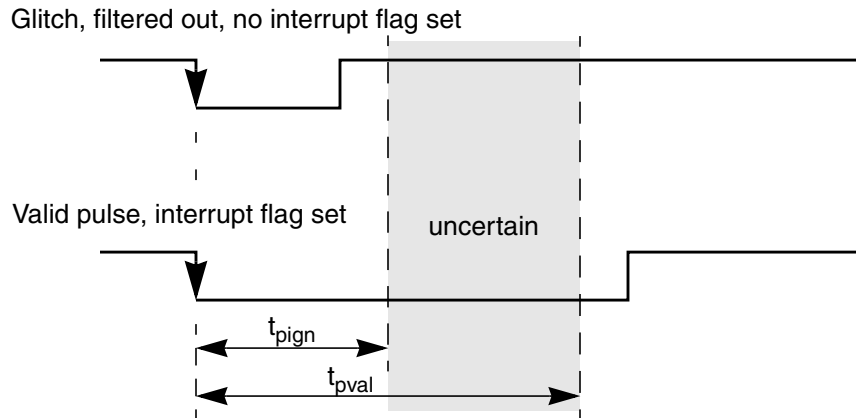 Glitch, filtered out, no interrupt flag set
Valid pulse, interrupt flag set
uncertain
tpign
tpval